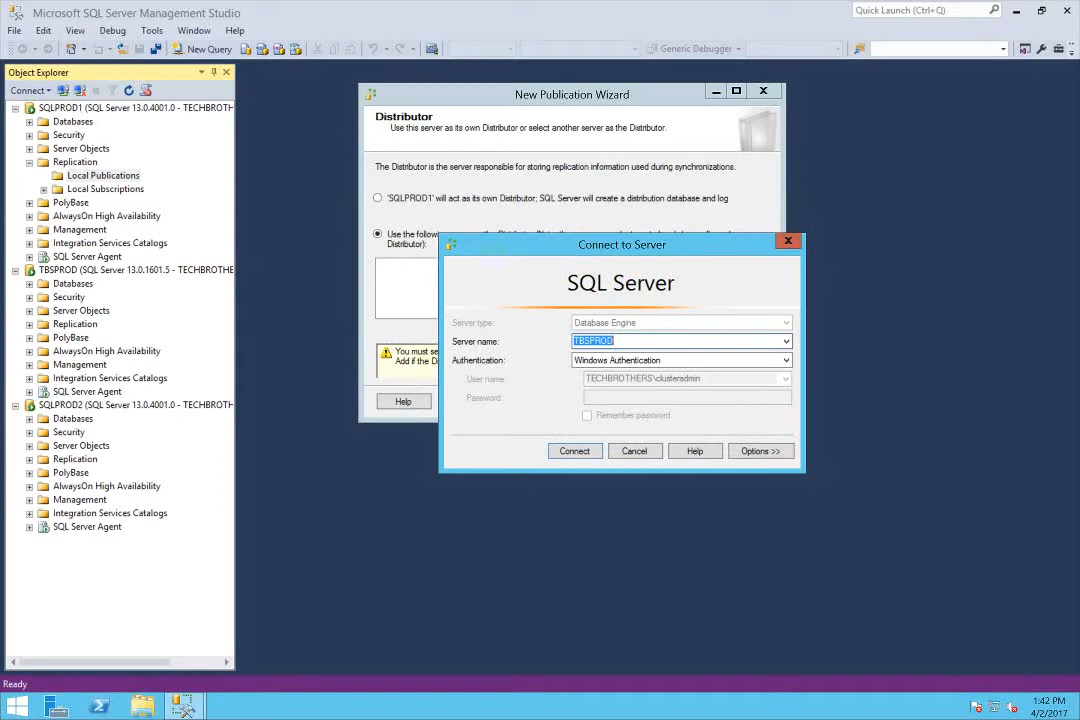 Microsoft SQL Server Management Studio
Quick Launch (Ctrl+Q)
File Edit View Debug Tools Window Help
New Query
Generic Debugger
Object Explorer
Connect
SQLPROD1 (SQL Server 13.0.4001.0 - TECHBROTH
Databases
Security
Server Objects
Replication
Local Publications
Local Subscriptions
PolyBase
AlwaysOn High Availability
Management
Integration Services Catalogs
SQL Server Agent
TBSPROD (SQL Server 13.0.1601.5 - TECHBROTHE
Databases
Security
Server Objects
Replication
PolyBase
AlwaysOn High Availability
Management
Integration Services Catalogs
SQL Server Agent
SQLPROD2 (SQL Server 13.0.4001.0 - TECHBROTH
Databases
Security
Server Objects
Replication
PolyBase
AlwaysOn High Availability
Management
Integration Services Catalogs
SQL Server Agent
New Publication Wizard
Distributor
Use this server as its own Distributor or select another server as the Distributor.
The Distributor is the server responsible for storing replication information used during synchronizations.
'SQLPROD1' will act as its own Distributor; SQL Server will create a distribution database and log
Use the follow
Distributor):
You must se
Add if the Di
Help
Connect to Server
SQL Server
Server type: Database Engine
Server name: TBSPROD
Authentication: Windows Authentication
User name: TECHBROTHERS\clusteradmin
Password:
Remember password
Connect Cancel Help Options >>
Ready
1:42 PM
4/2/2017